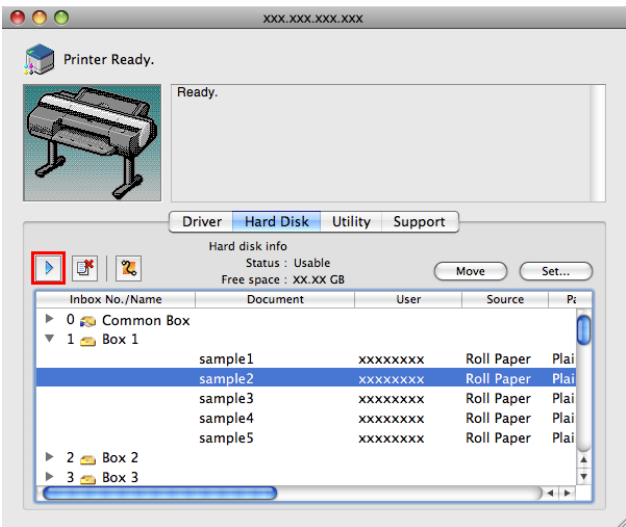 xxx.xxx.xxx.xxx
Printer Ready.
Ready.
Driver Hard Disk Utility Support
Hard disk info
Status : Usable
Free space : XX.XX GB
Move Set...
Inbox No./Name Document User Source Pa
0 Common Box
1 Box 1
sample1 xxxxxxxx Roll Paper Plai
sample2 xxxxxxxx Roll Paper Plai
sample3 xxxxxxxx Roll Paper Plai
sample4 xxxxxxxx Roll Paper Plai
sample5 xxxxxxxx Roll Paper Plai
2 Box 2
3 Box 3